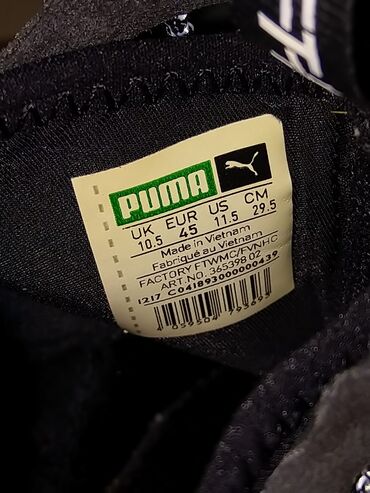 PUMA
UK EUR US CM
10.5 45 11.5 29.5
Made in Vietnam
Fabriqué au Vietnam
FACTORY FTWMC/FVNHC
ART.NO. 365398 02
1217 C041893000000439